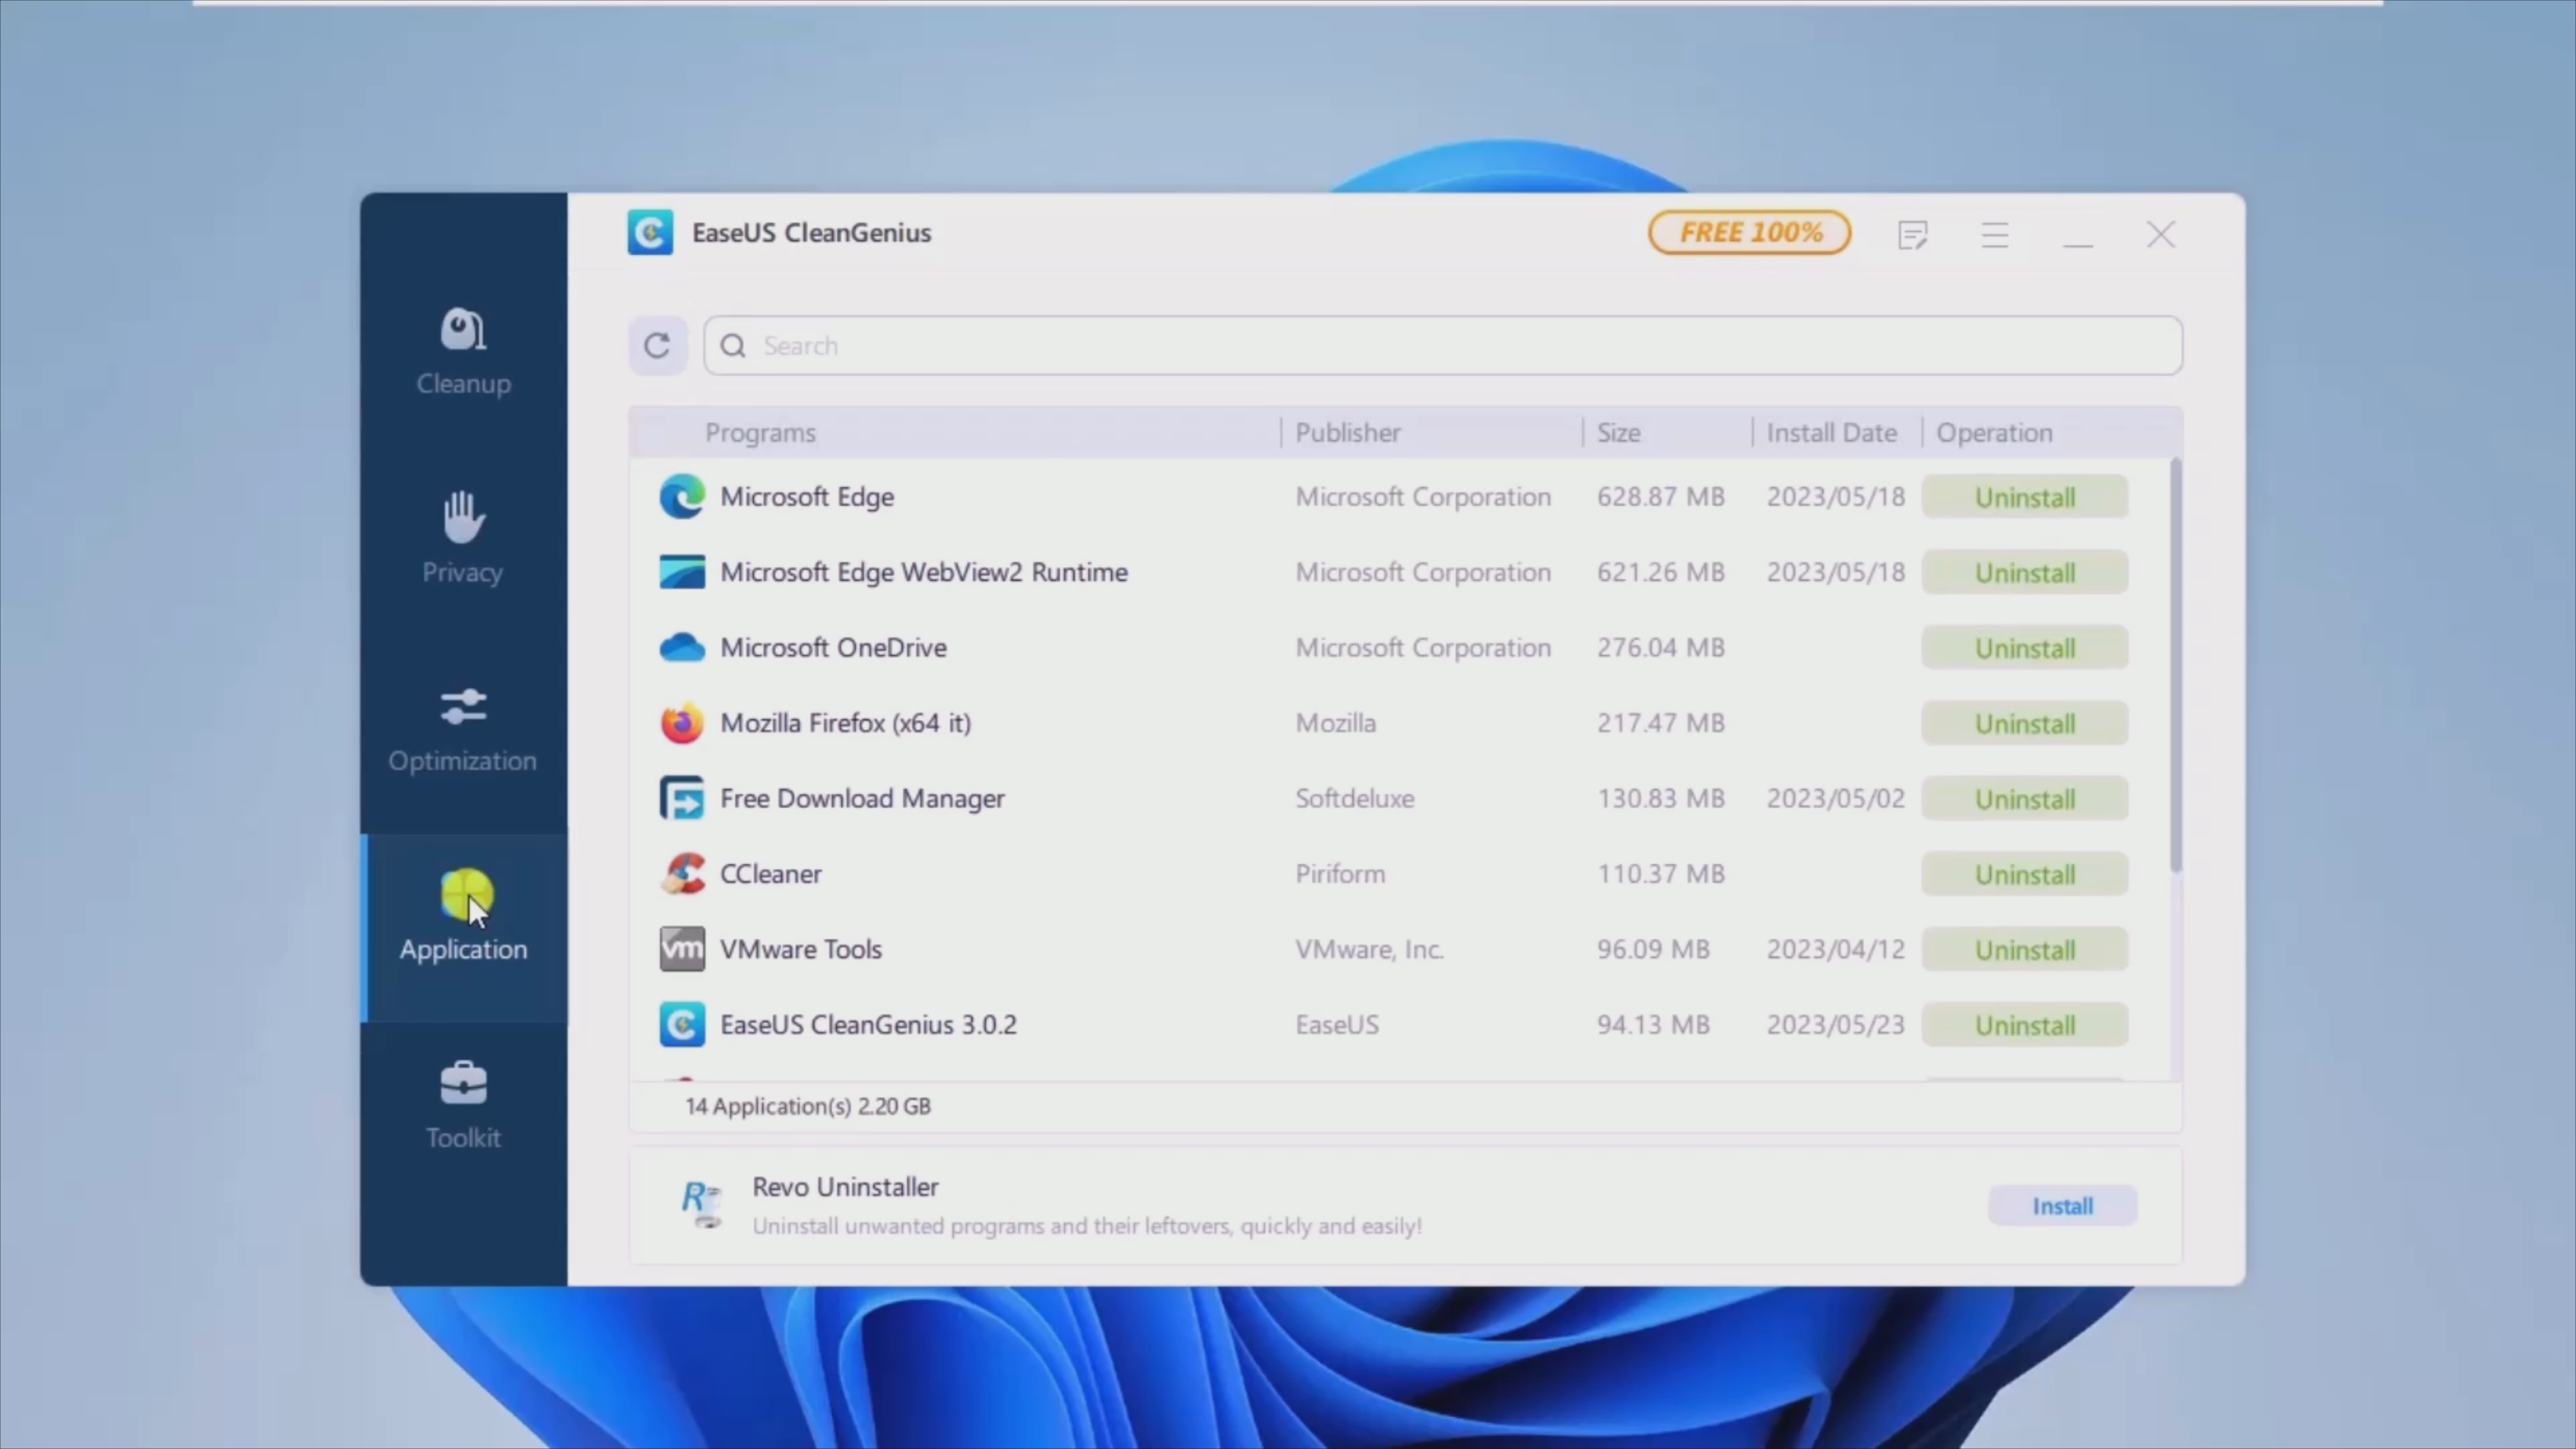 EaseUS CleanGenius
FREE 100%
Cleanup
Privacy
Optimization
Application
Toolkit
Search
Programs Publisher Size Install Date Operation
Microsoft Edge Microsoft Corporation 628.87 MB 2023/05/18 Uninstall
Microsoft Edge WebView2 Runtime Microsoft Corporation 621.26 MB 2023/05/18 Uninstall
Microsoft OneDrive Microsoft Corporation 276.04 MB Uninstall
Mozilla Firefox (x64 it) Mozilla 217.47 MB Uninstall
Free Download Manager Softdeluxe 130.83 MB 2023/05/02 Uninstall
CCleaner Piriform 110.37 MB Uninstall
vm VMware Tools VMware, Inc. 96.09 MB 2023/04/12 Uninstall
EaseUS CleanGenius 3.0.2 EaseUS 94.13 MB 2023/05/23 Uninstall
14 Application(s) 2.20 GB
Revo Uninstaller
Uninstall unwanted programs and their leftovers, quickly and easily!
Install